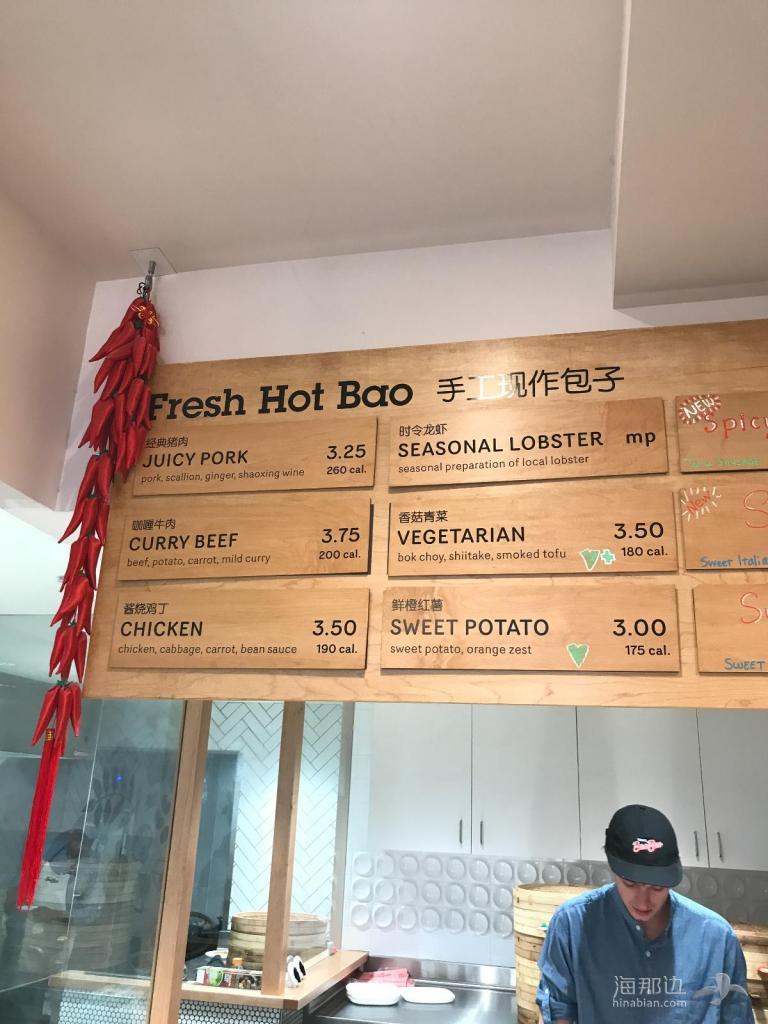 Fresh Hot Bao 手工现作包子
经典猪肉
JUICY PORK 3.25
pork, scallion, ginger, shaoxing wine 260 cal.
咖喱牛肉
CURRY BEEF 3.75
beef, potato, carrot, mild curry 200 cal.
酱烧鸡丁
CHICKEN 3.50
chicken, cabbage, carrot, bean sauce 190 cal.
时令龙虾
SEASONAL LOBSTER mp
seasonal preparation of local lobster
香菇青菜
VEGETARIAN 3.50
bok choy, shiitake, smoked tofu 180 cal.
鲜橙红薯
SWEET POTATO 3.00
sweet potato, orange zest 175 cal.
NEW
Spicy
New
Sweet
SWEET
海那边
hinabian.com